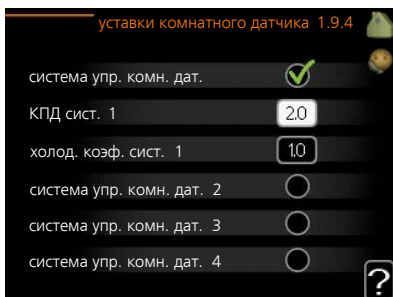 уставки комнатного датчика 1.9.4
система упр. комн. дат.
КПД сист. 1 2.0
холод. коэф. сист. 1 1.0
система упр. комн. дат. 2
система упр. комн. дат. 3
система упр. комн. дат. 4
?